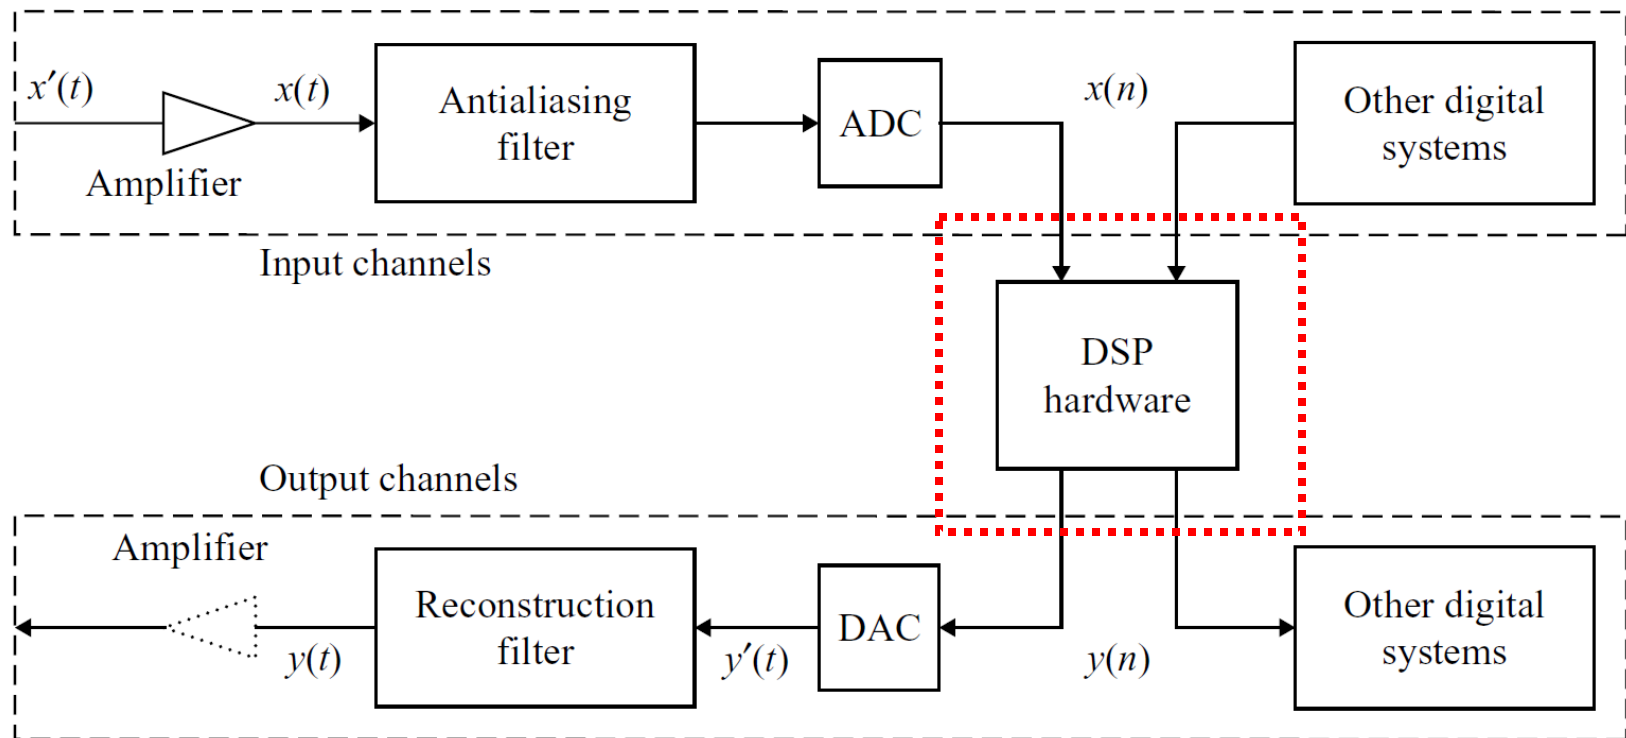 x′(t)
x(t)
Amplifier
Antialiasing
filter
ADC
x(n)
Other digital
systems
Input channels
DSP
hardware
Output channels
Amplifier
y(t)
Reconstruction
filter
y′(t)
DAC
y(n)
Other digital
systems